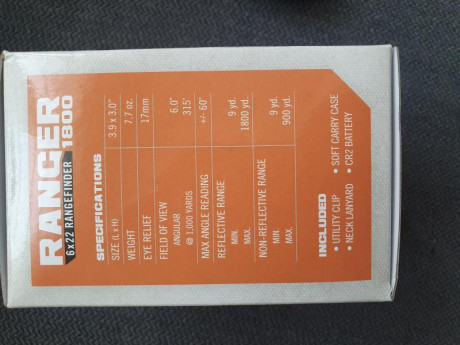 RANGER
6x22 RANGEFINDER 1800
SPECIFICATIONS
SIZE (L x H) 3.9 x 3.0"
WEIGHT 7.7 oz.
EYE RELIEF 17mm
FIELD OF VIEW
ANGULAR 6.0°
@ 1,000 YARDS 315'
MAX ANGLE READING +/- 60°
REFLECTIVE RANGE
MIN. 9 yd.
MAX. 1800 yd.
NON-REFLECTIVE RANGE
MIN. 9 yd.
MAX. 900 yd.
INCLUDED
• UTILITY CLIP • SOFT CARRY CASE
• NECK LANYARD • CR2 BATTERY